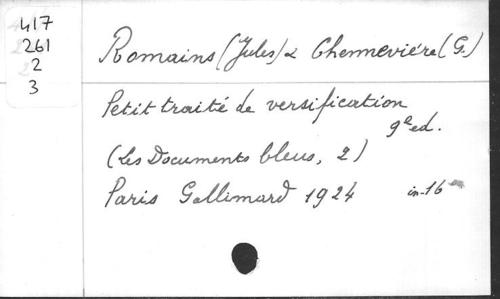 417
261
2
3
Romains (Jules) & Chennevière (G.)
Petit traité de versification
9e ed.
(Les Documents bleus, 2)
Paris Gallimard 1924 in-16